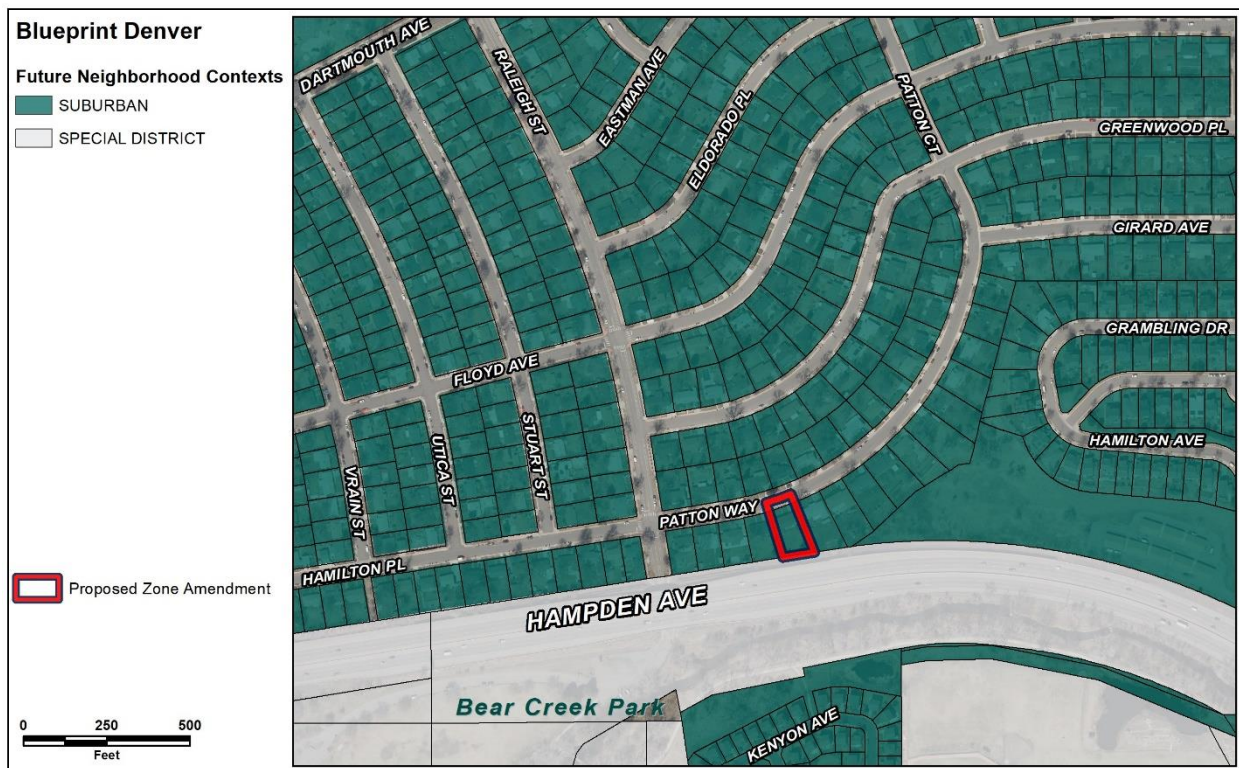 Blueprint Denver
Future Neighborhood Contexts
SUBURBAN
SPECIAL DISTRICT
Proposed Zone Amendment
0 250 500
Feet
DARTMOUTH AVE
RALEIGH ST
EASTMAN AVE
ELDORADO PL
PATTON CT
GREENWOOD PL
GIRARD AVE
GRAMBLING DR
HAMILTON AVE
FLOYD AVE
VRAIN ST
UTICA ST
STUART ST
PATTON WAY
HAMILTON PL
HAMPDEN AVE
Bear Creek Park
KENYON AVE